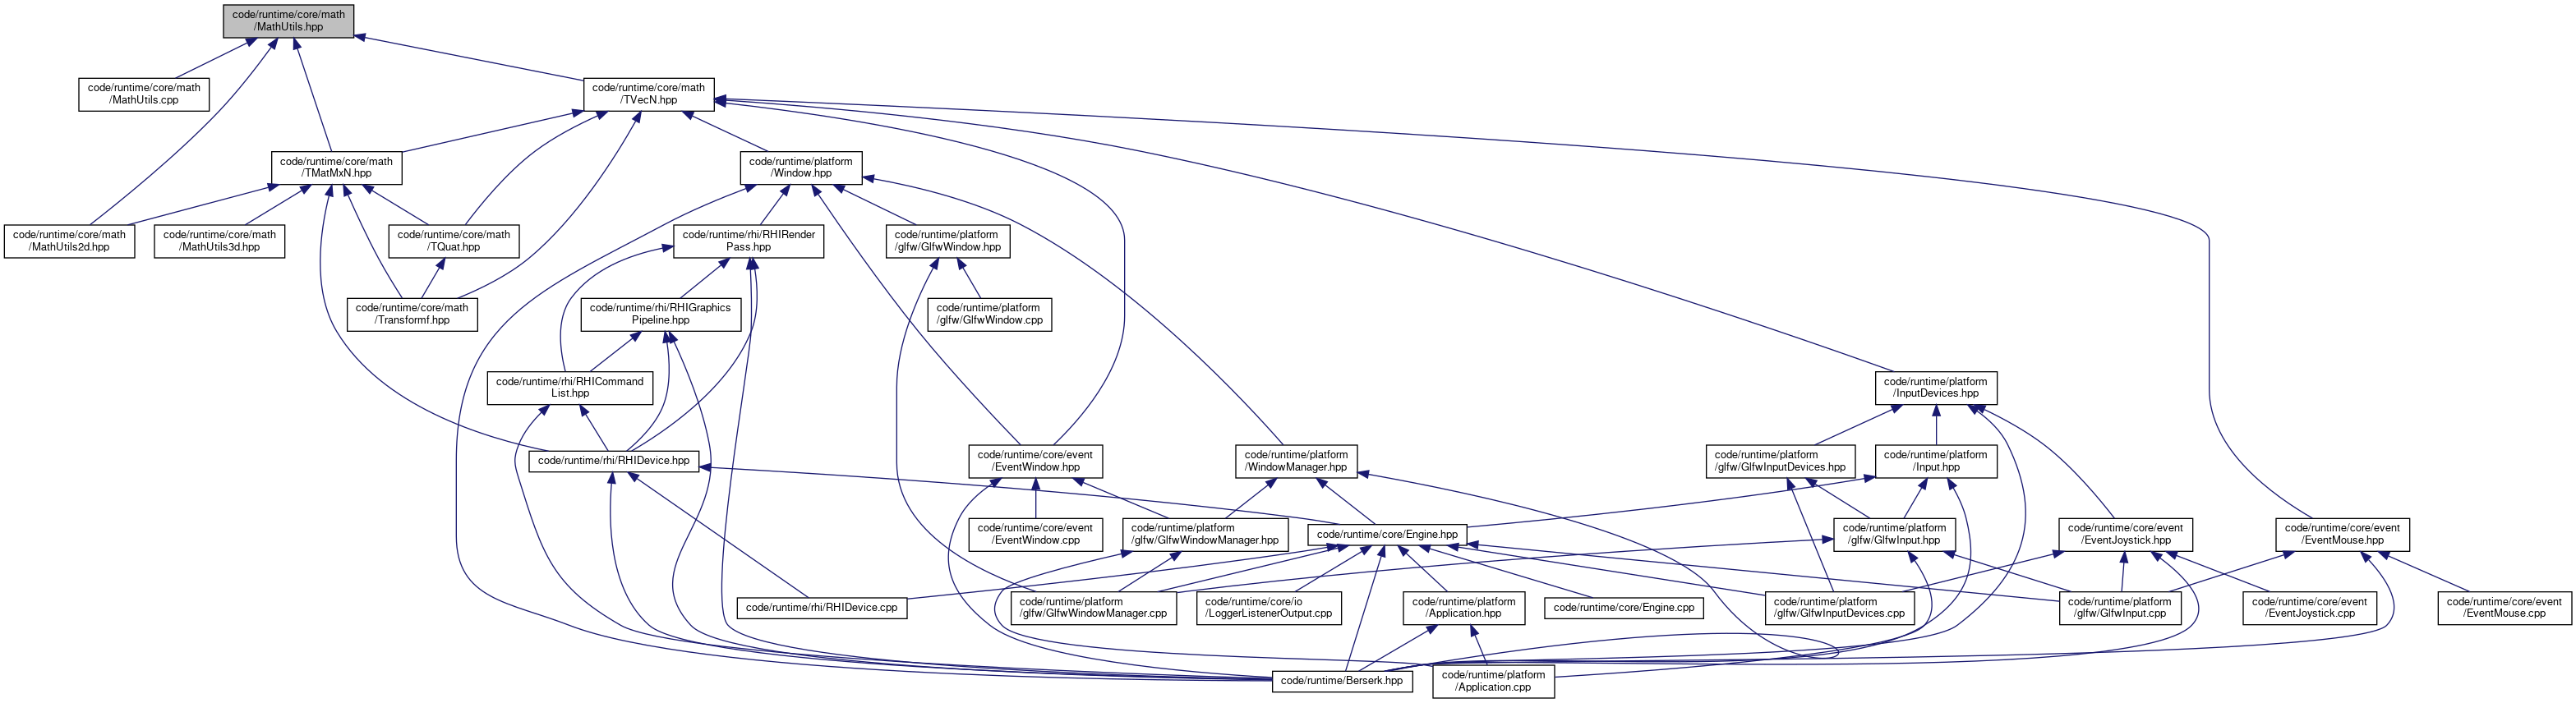 code/runtime/core/math
/MathUtils.hpp
code/runtime/core/math
/MathUtils.cpp
code/runtime/core/math
/TVecN.hpp
code/runtime/core/math
/TMatMxN.hpp
code/runtime/platform
/Window.hpp
code/runtime/core/math
/MathUtils2d.hpp
code/runtime/core/math
/MathUtils3d.hpp
code/runtime/core/math
/TQuat.hpp
code/runtime/rhi/RHIRender
Pass.hpp
code/runtime/platform
/glfw/GlfwWindow.hpp
code/runtime/core/math
/Transformf.hpp
code/runtime/rhi/RHIGraphics
Pipeline.hpp
code/runtime/platform
/glfw/GlfwWindow.cpp
code/runtime/rhi/RHICommand
List.hpp
code/runtime/platform
/InputDevices.hpp
code/runtime/rhi/RHIDevice.hpp
code/runtime/core/event
/EventWindow.hpp
code/runtime/platform
/WindowManager.hpp
code/runtime/platform
/glfw/GlfwInputDevices.hpp
code/runtime/platform
/Input.hpp
code/runtime/core/event
/EventWindow.cpp
code/runtime/platform
/glfw/GlfwWindowManager.hpp
code/runtime/core/Engine.hpp
code/runtime/platform
/glfw/GlfwInput.hpp
code/runtime/core/event
/EventJoystick.hpp
code/runtime/core/event
/EventMouse.hpp
code/runtime/rhi/RHIDevice.cpp
code/runtime/platform
/glfw/GlfwWindowManager.cpp
code/runtime/core/io
/LoggerListenerOutput.cpp
code/runtime/platform
/Application.hpp
code/runtime/core/Engine.cpp
code/runtime/platform
/glfw/GlfwInputDevices.cpp
code/runtime/platform
/glfw/GlfwInput.cpp
code/runtime/core/event
/EventJoystick.cpp
code/runtime/core/event
/EventMouse.cpp
code/runtime/Berserk.hpp
code/runtime/platform
/Application.cpp